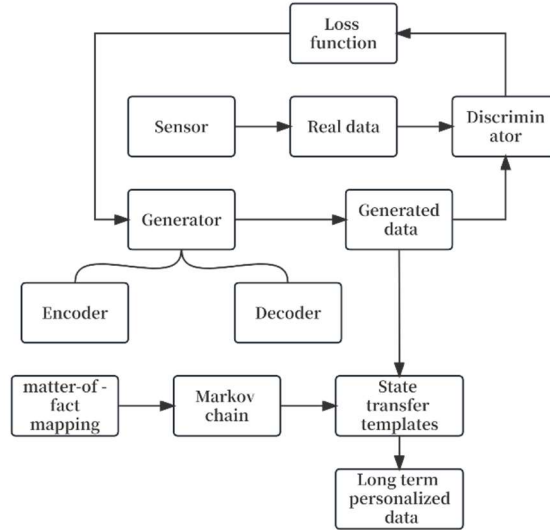 Loss
function
Sensor
Real data
Discrimin
ator
Generator
Generated
data
Encoder
Decoder
matter-of -
fact
mapping
Markov
chain
State
transfer
templates
Long term
personalized
data